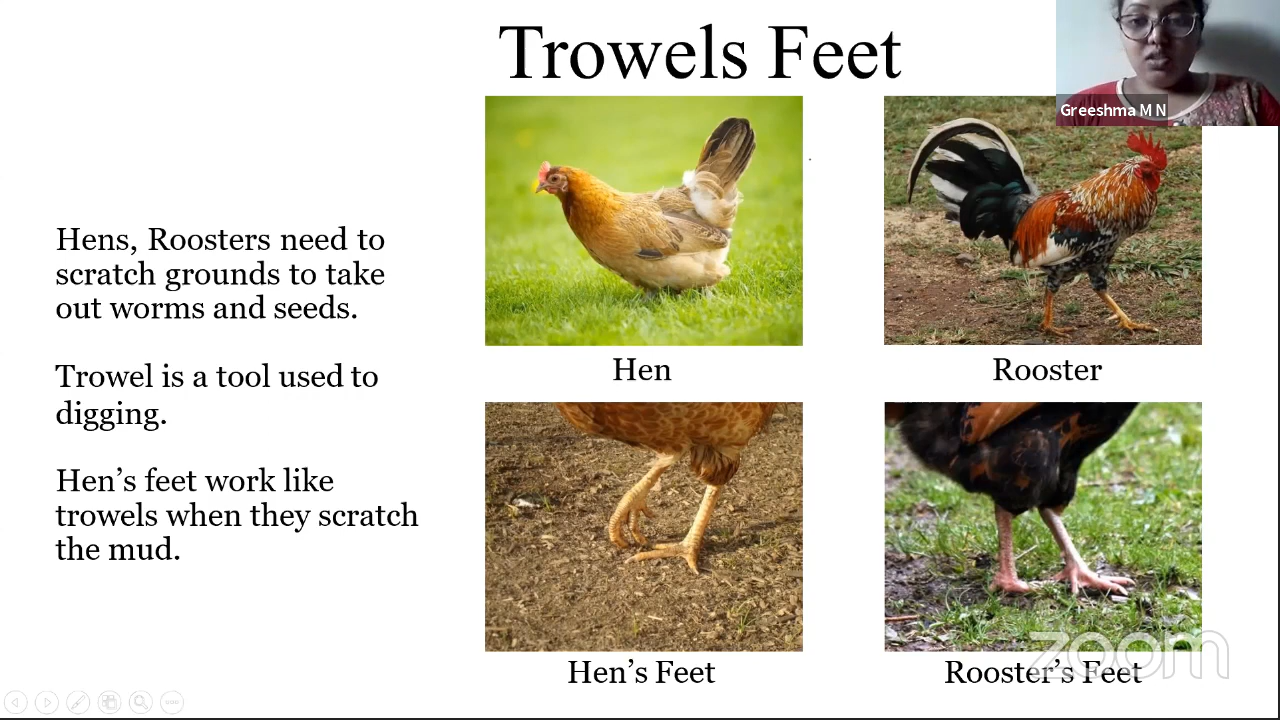 Trowels Feet
Greeshma M N
Hens, Roosters need to
scratch grounds to take
out worms and seeds.
Trowel is a tool used to
digging.
Hen’s feet work like
trowels when they scratch
the mud.
Hen
Rooster
Hen’s Feet
Rooster’s Feet
zoom